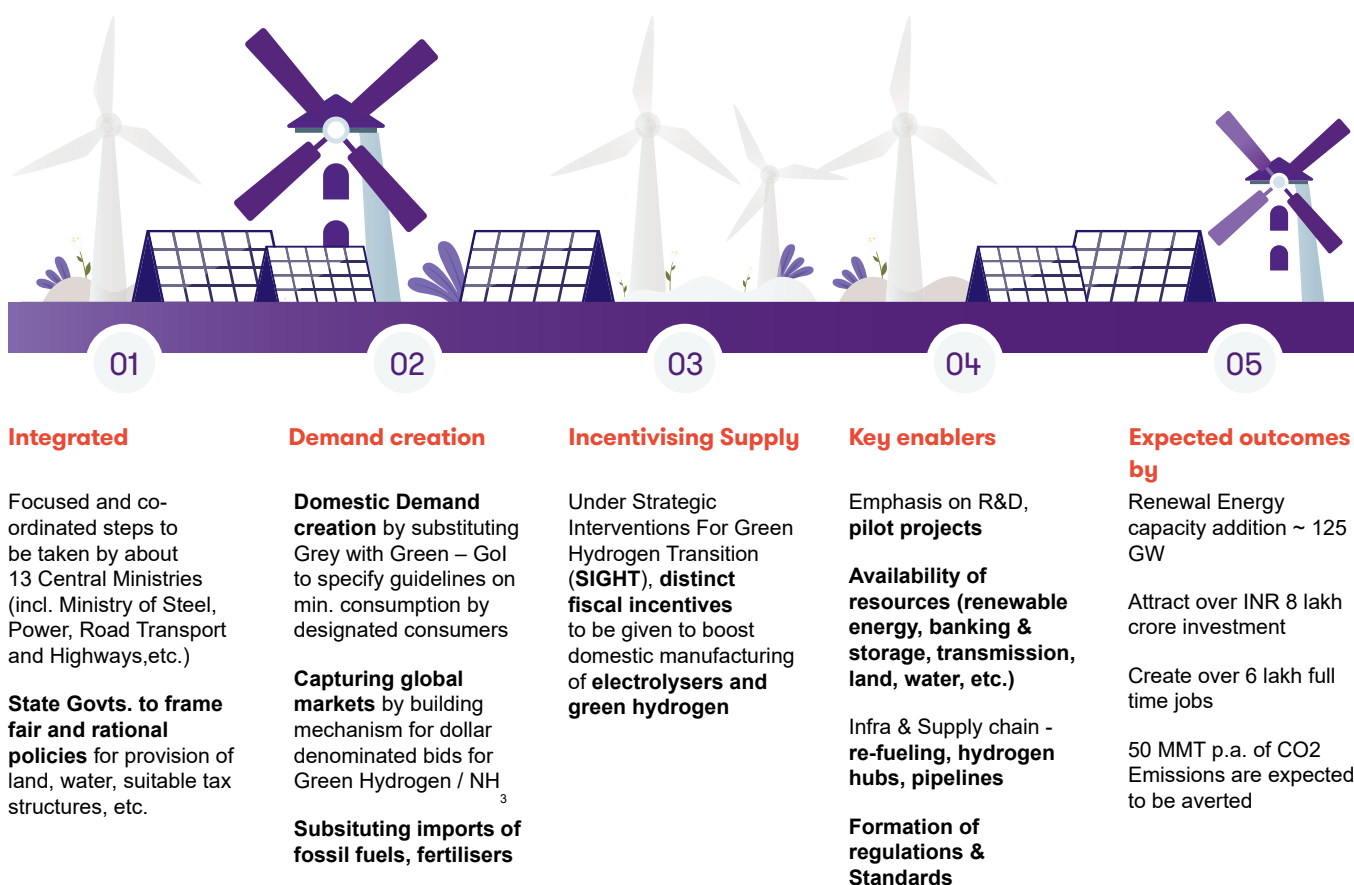 01
02
03
04
05
Integrated
Focused and co-
ordinated steps to
be taken by about
13 Central Ministries
(incl. Ministry of Steel,
Power, Road Transport
and Highways,etc.)
State Govts. to frame
fair and rational
policies for provision of
land, water, suitable tax
structures, etc.
Demand creation
Domestic Demand
creation by substituting
Grey with Green – GoI
to specify guidelines on
min. consumption by
designated consumers
Capturing global
markets by building
mechanism for dollar
denominated bids for
Green Hydrogen / NH
3
Subsituting imports of
fossil fuels, fertilisers
Incentivising Supply
Under Strategic
Interventions For Green
Hydrogen Transition
(SIGHT), distinct
fiscal incentives
to be given to boost
domestic manufacturing
of electrolysers and
green hydrogen
Key enablers
Emphasis on R&D,
pilot projects
Availability of
resources (renewable
energy, banking &
storage, transmission,
land, water, etc.)
Infra & Supply chain -
re-fueling, hydrogen
hubs, pipelines
Formation of
regulations &
Standards
Expected outcomes
by
Renewal Energy
capacity addition ~ 125
GW
Attract over INR 8 lakh
crore investment
Create over 6 lakh full
time jobs
50 MMT p.a. of CO2
Emissions are expected
to be averted